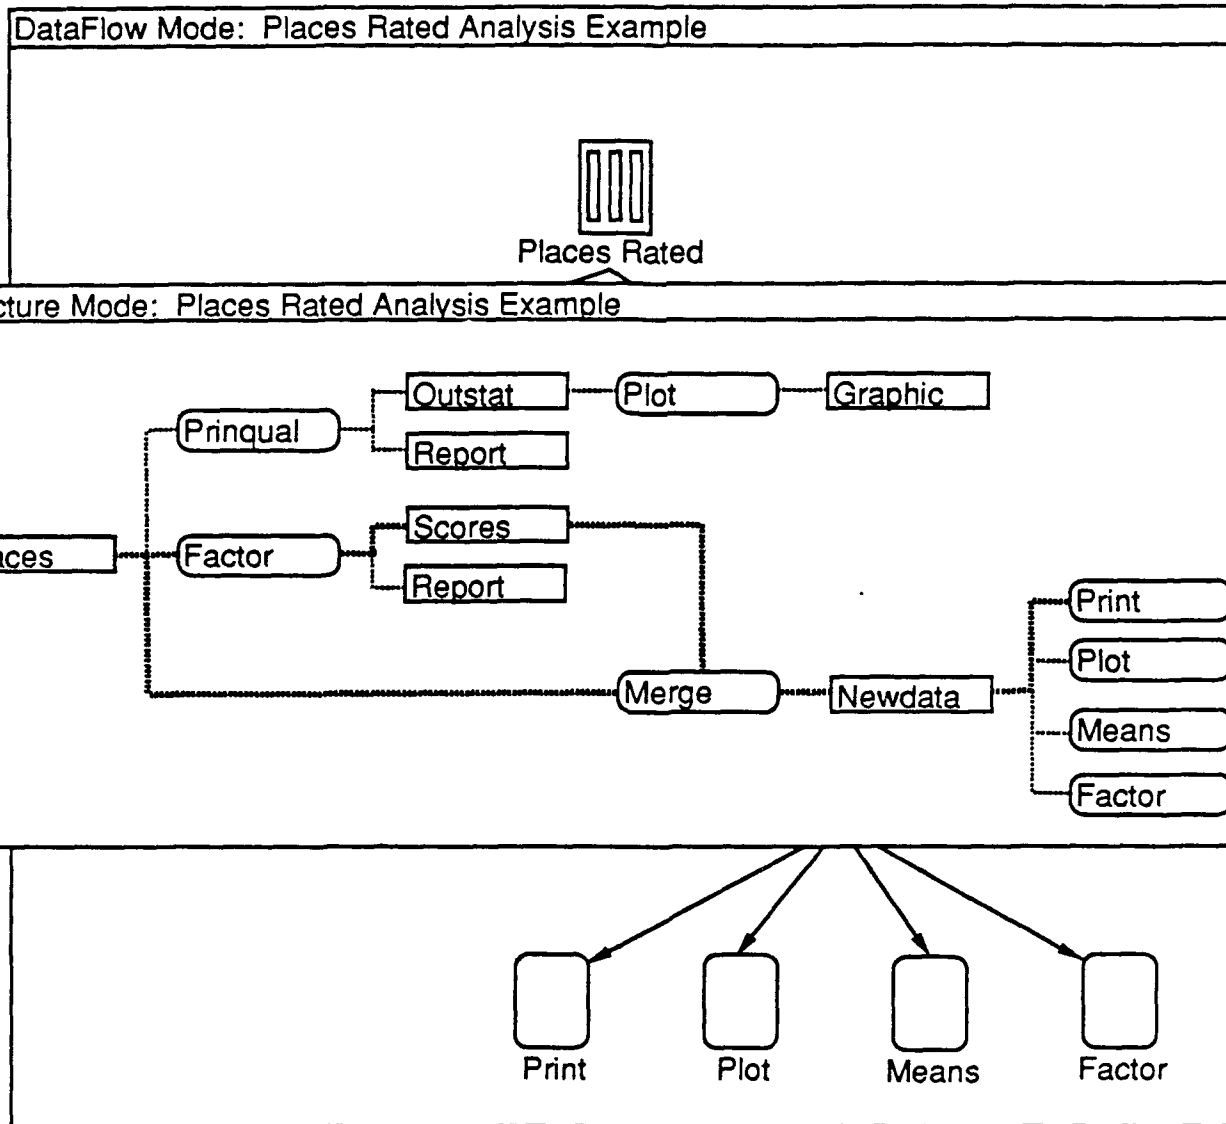 DataFlow Mode: Places Rated Analysis Example
Places Rated
cture Mode: Places Rated Analysis Example
Outstat
Plot
Graphic
Prinqual
Report
Scores
aces
Factor
Report
Print
Plot
Merge
Newdata
Means
Factor
Print
Plot
Means
Factor